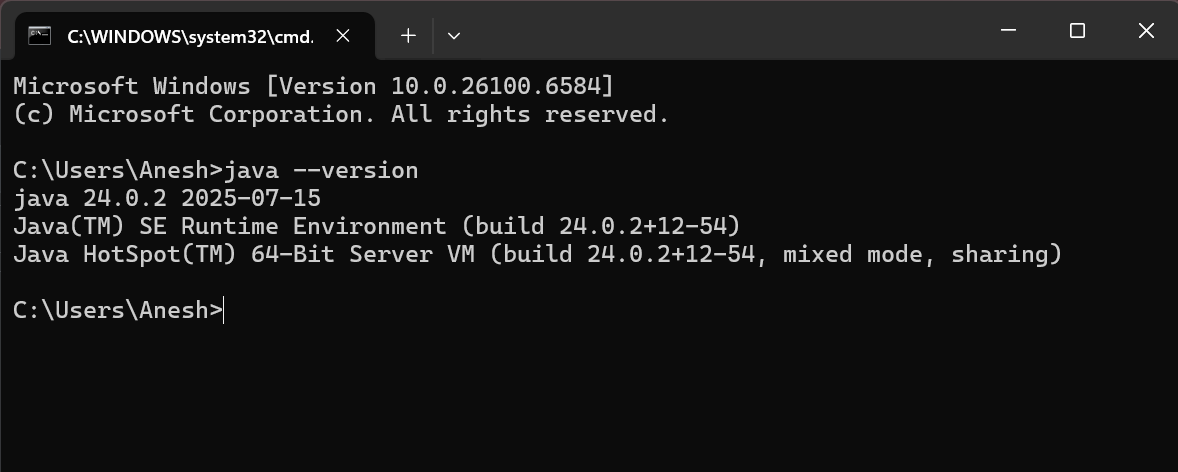 C:\WINDOWS\system32\cmd.
Microsoft Windows [Version 10.0.26100.6584]
(c) Microsoft Corporation. All rights reserved.
C:\Users\Anesh>java --version
java 24.0.2 2025-07-15
Java(TM) SE Runtime Environment (build 24.0.2+12-54)
Java HotSpot(TM) 64-Bit Server VM (build 24.0.2+12-54, mixed mode, sharing)
C:\Users\Anesh>